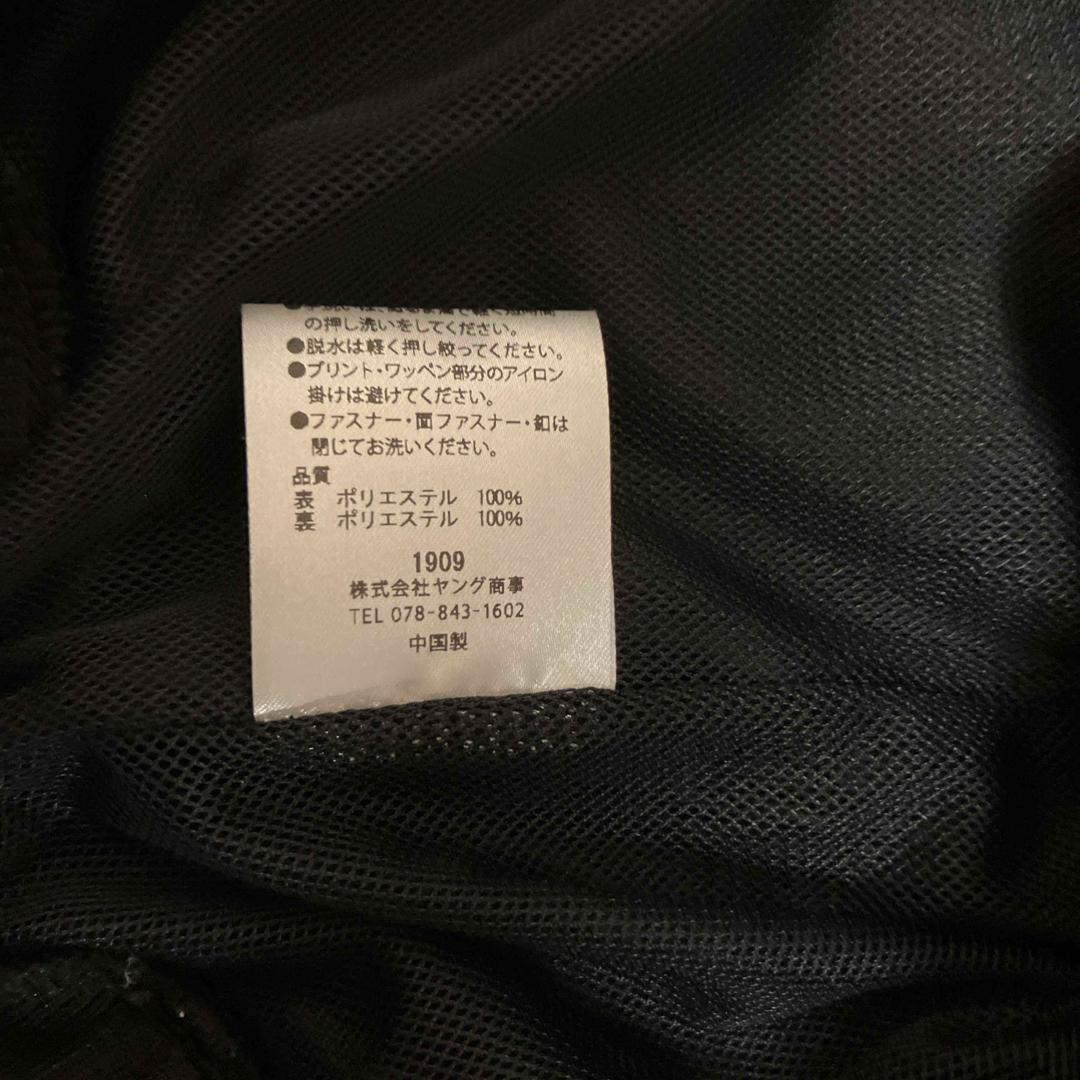 の押し洗いをしてください。
●脱水は軽く押し絞ってください。
●プリント・ワッペン部分のアイロン
掛けは避けてください。
●ファスナー・面ファスナー・釦は
閉じてお洗いください。
品質
表 ポリエステル 100%
裏 ポリエステル 100%
1909
株式会社ヤング商事
TEL 078-843-1602
中国製